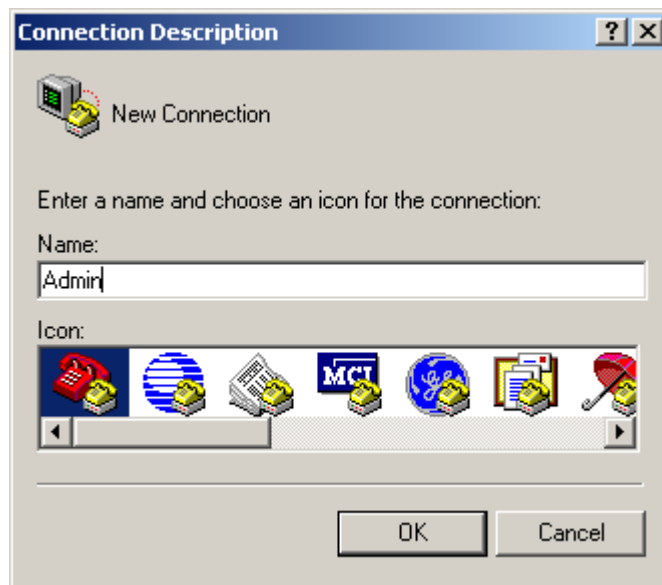 Connection Description
New Connection
Enter a name and choose an icon for the connection:
Name:
Admin
Icon:
MCI
OK Cancel